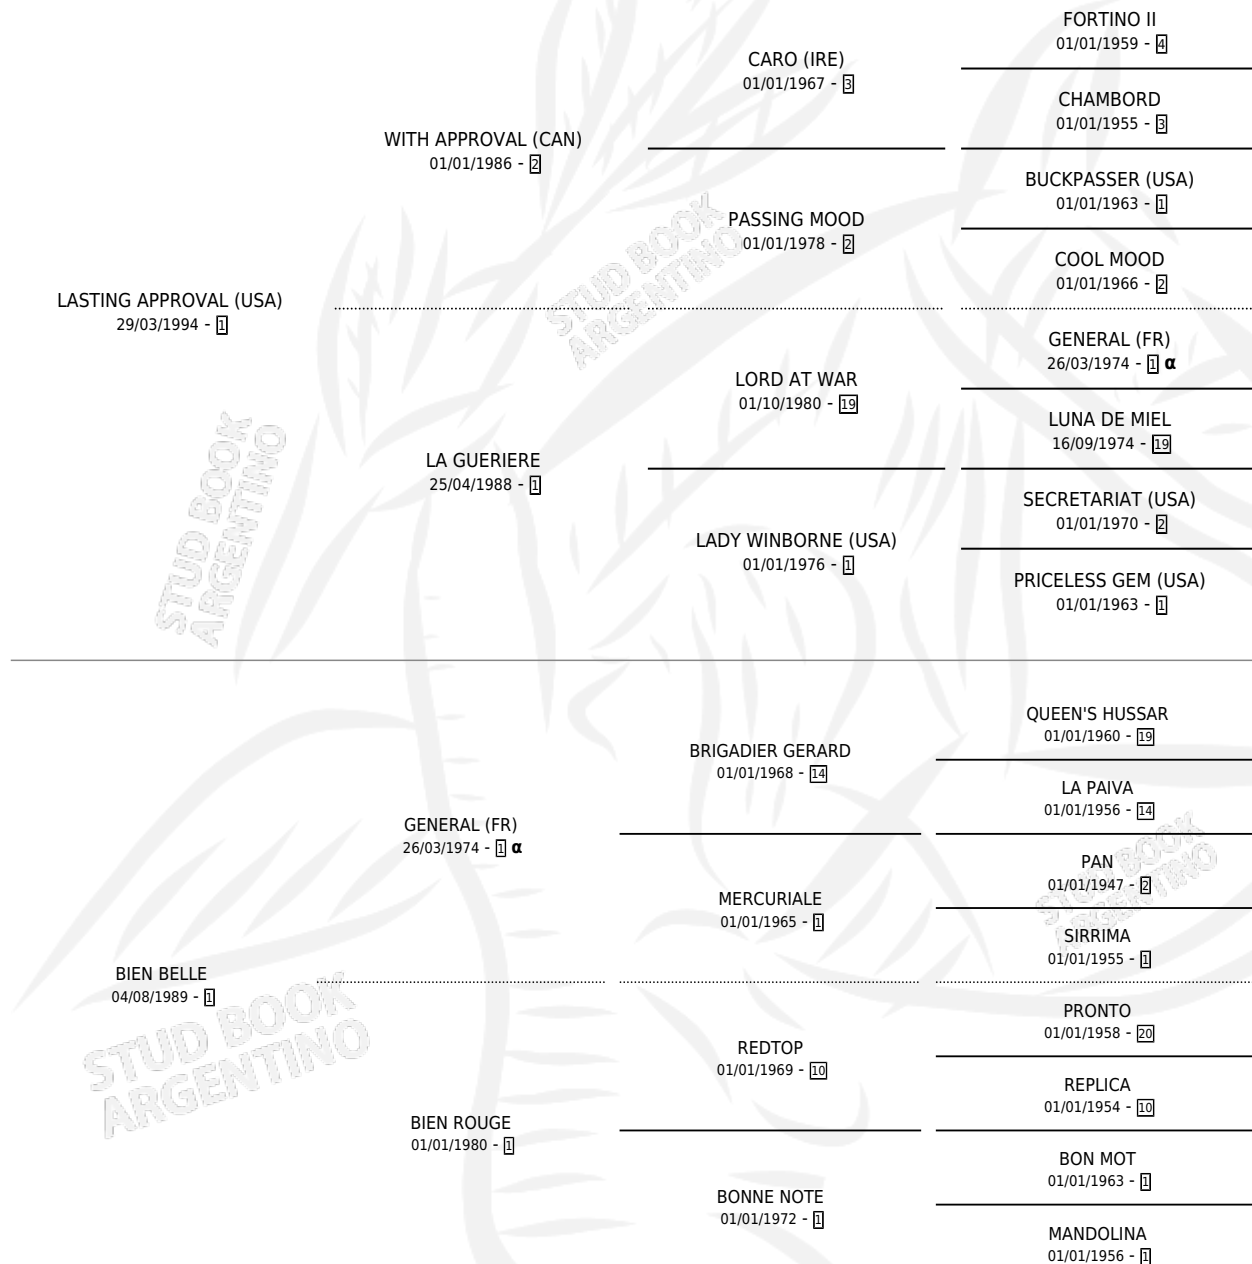 FORTINO II
01/01/1959 - 4
CARO (IRE)
01/01/1967 - 3
CHAMBORD
01/01/1955 - 3
WITH APPROVAL (CAN)
01/01/1986 - 2
BUCKPASSER (USA)
01/01/1963 - 1
PASSING MOOD
01/01/1978 - 2
COOL MOOD
01/01/1966 - 2
LASTING APPROVAL (USA)
29/03/1994 - 1
GENERAL (FR)
26/03/1974 - 1 α
LORD AT WAR
01/10/1980 - 19
LUNA DE MIEL
16/09/1974 - 19
LA GUERIERE
25/04/1988 - 1
SECRETARIAT (USA)
01/01/1970 - 2
LADY WINBORNE (USA)
01/01/1976 - 1
PRICELESS GEM (USA)
01/01/1963 - 1
STUD BOOK
ARGENTINO
STUD BOOK
ARGENTINO
QUEEN'S HUSSAR
01/01/1960 - 19
BRIGADIER GERARD
01/01/1968 - 14
LA PAIVA
01/01/1956 - 14
GENERAL (FR)
26/03/1974 - 1 α
PAN
01/01/1947 - 2
MERCURIALE
01/01/1965 - 1
SIRRIMA
01/01/1955 - 1
BIEN BELLE
04/08/1989 - 1
PRONTO
01/01/1958 - 20
REDTOP
01/01/1969 - 10
REPLICA
01/01/1954 - 10
BIEN ROUGE
01/01/1980 - 1
BON MOT
01/01/1963 - 1
BONNE NOTE
01/01/1972 - 1
MANDOLINA
01/01/1956 - 1
STUD BOOK
ARGENTINO
STUD BOOK
ARGENTINO